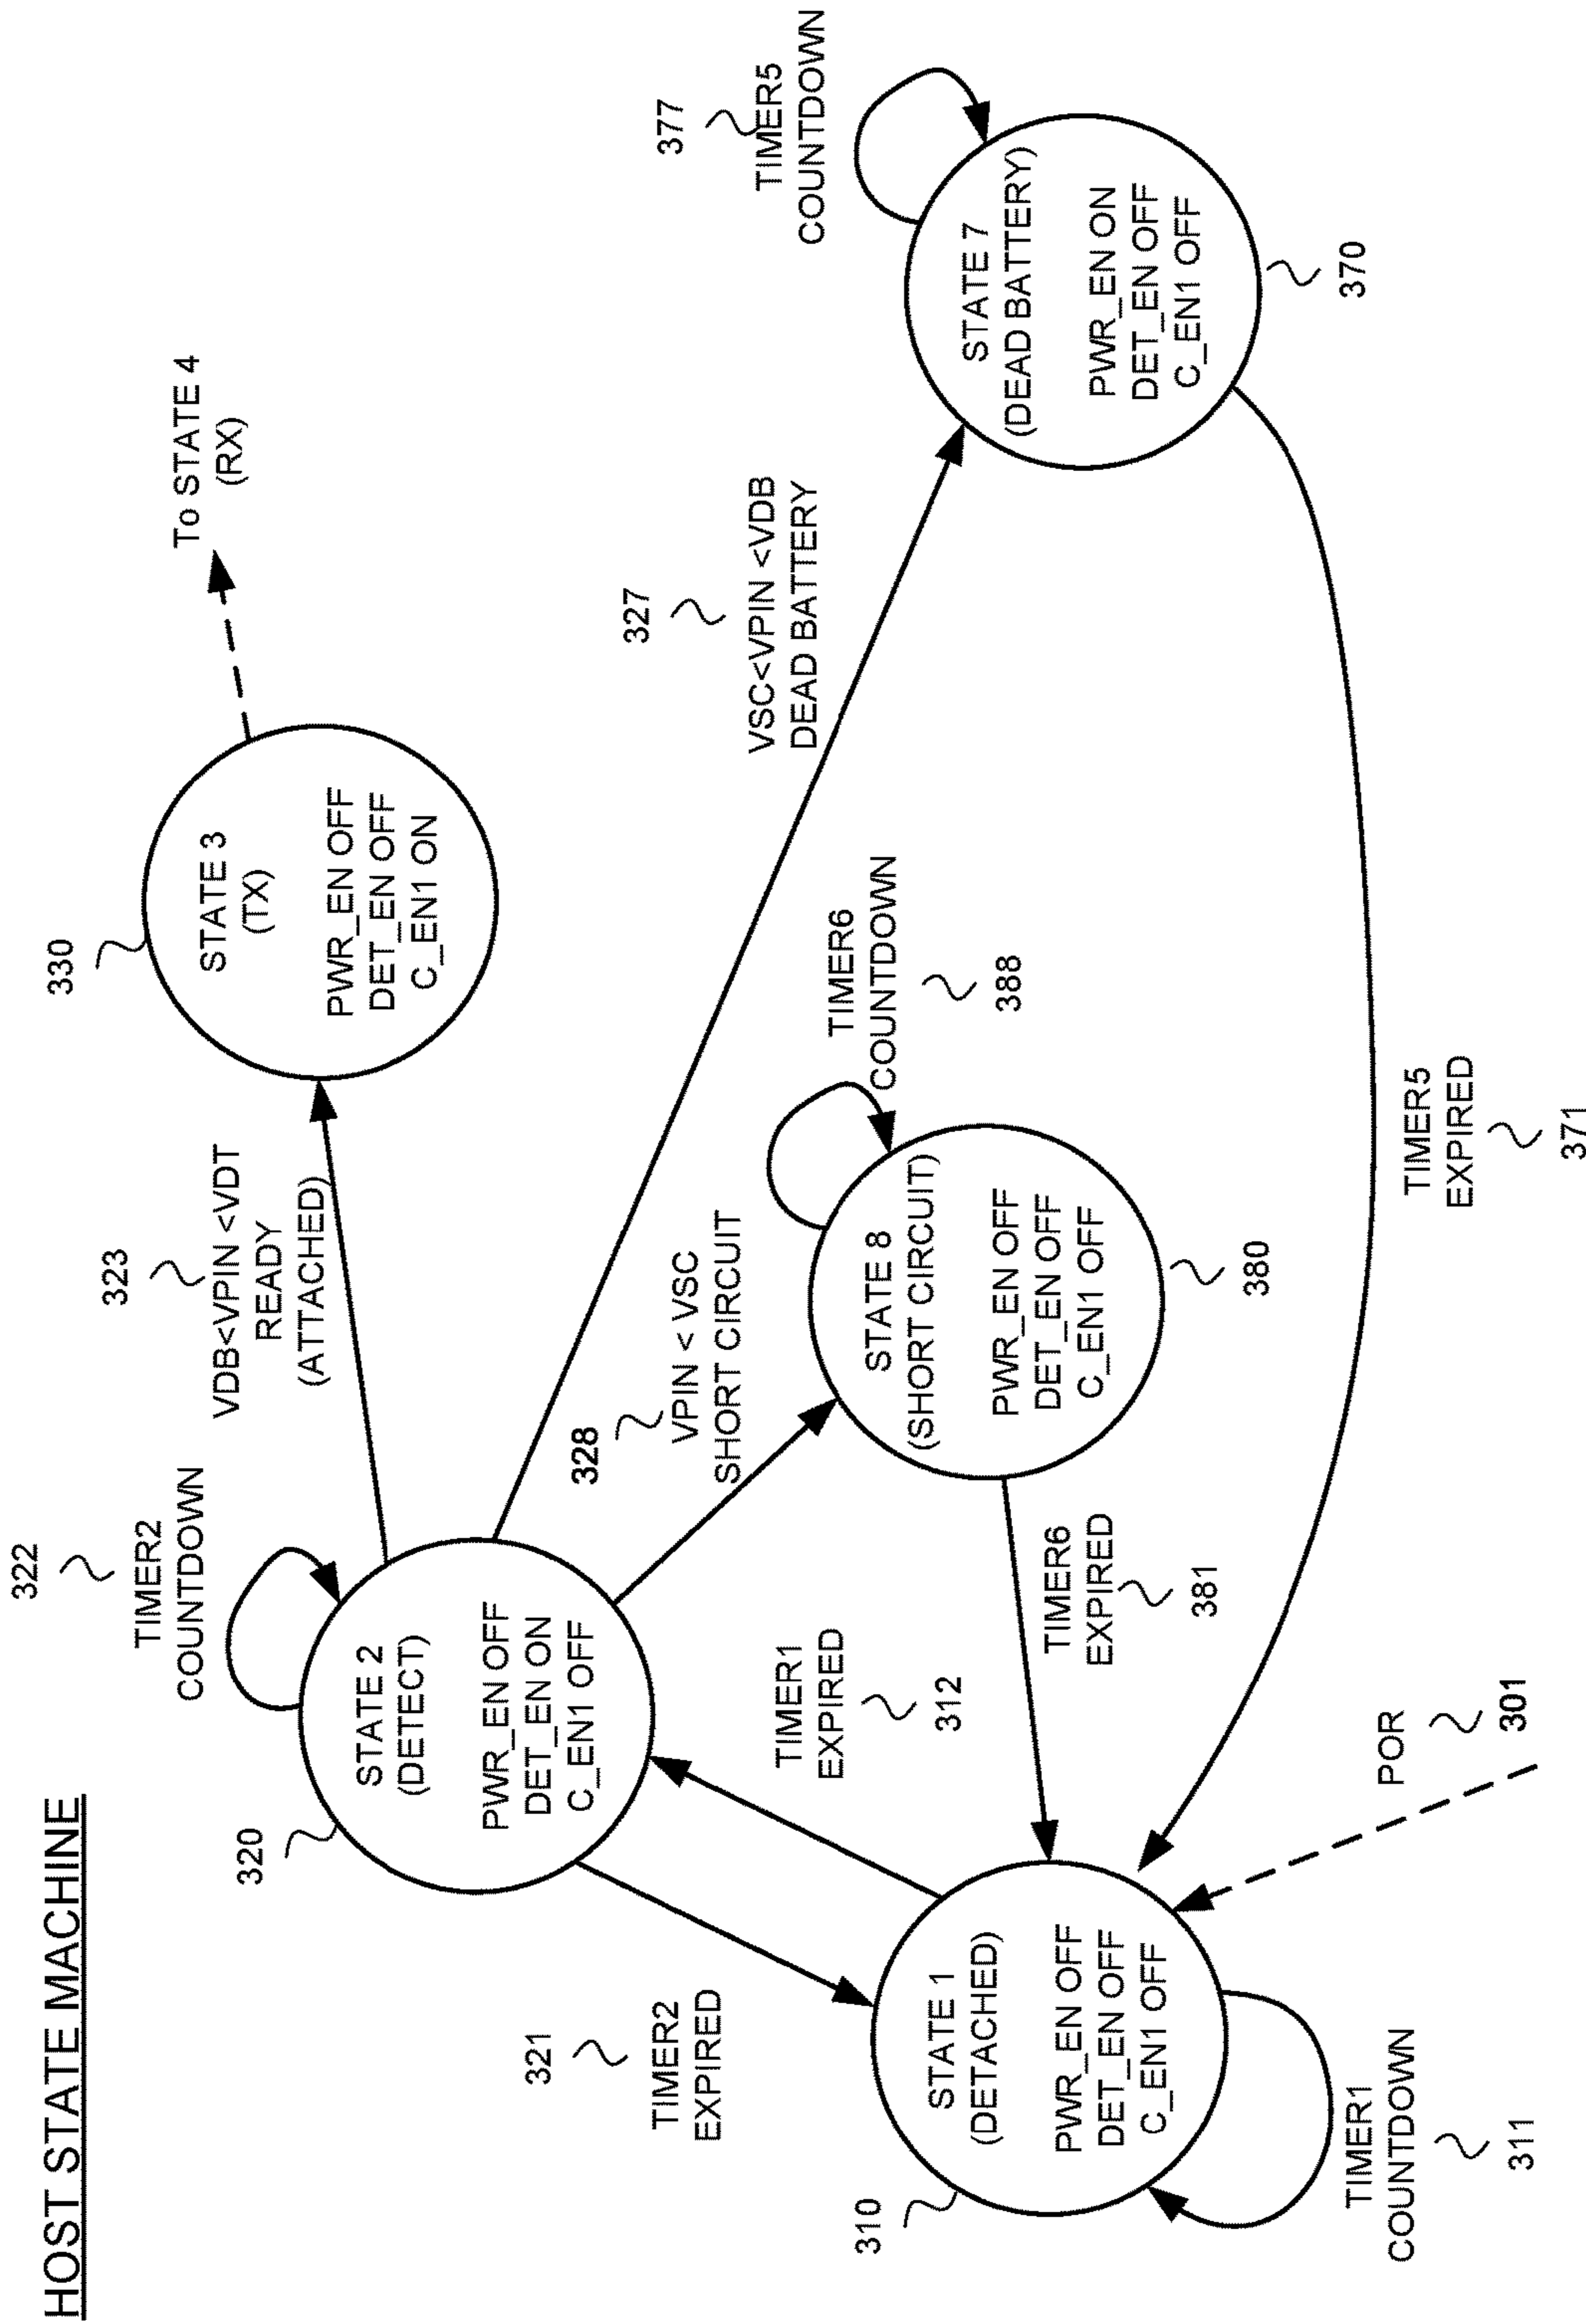 HOST STATE MACHINE
322
TIMER2
COUNTDOWN
320
STATE 2
(DETECT)
PWR_EN OFF
DET_EN ON
C_EN1 OFF
323
VDB<VPIN <VDT
READY
(ATTACHED)
330
STATE 3
(TX)
PWR_EN OFF
DET_EN OFF
C_EN1 ON
To STATE 4
(RX)
321
TIMER2
EXPIRED
TIMER1
EXPIRED
312
328
VPIN < VSC
SHORT CIRCUIT
327
VSC<VPIN <VDB
DEAD BATTERY
377
TIMER5
COUNTDOWN
310
STATE 1
(DETACHED)
PWR_EN OFF
DET_EN OFF
C_EN1 OFF
TIMER1
COUNTDOWN
311
TIMER6
EXPIRED
381
STATE 8
(SHORT CIRCUIT)
PWR_EN OFF
DET_EN OFF
C_EN1 OFF
380
TIMER6
COUNTDOWN
388
STATE 7
(DEAD BATTERY)
PWR_EN ON
DET_EN OFF
C_EN1 OFF
370
POR
301
TIMER5
EXPIRED
371